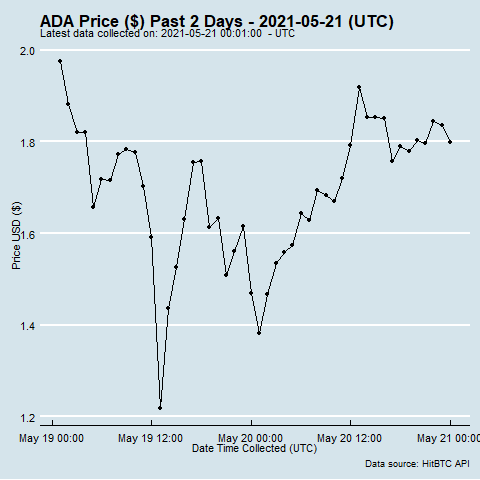 ADA Price ($) Past 2 Days - 2021-05-21 (UTC)
Latest data collected on: 2021-05-21 00:01:00 - UTC
2.0
1.8
1.6
1.4
1.2
Price USD ($)
May 19 00:00 May 19 12:00 May 20 00:00 May 20 12:00 May 21 00:00
Date Time Collected (UTC)
Data source: HitBTC API